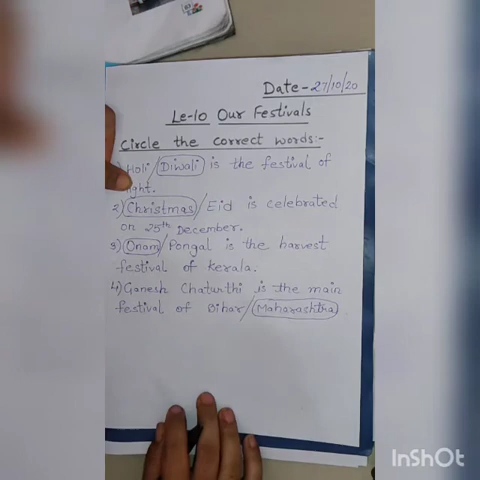 Date-27/10/20
Le-10 Our Festivals
Circle the correct words:-
Holi/Diwali is the festival of
light.
2) Christmas/Eid is celebrated
on 25th December.
3) Onam/Pongal is the harvest
festival of Kerala.
4) Ganesh Chaturthi is the main
festival of Bihar/Maharashtra
InShOt